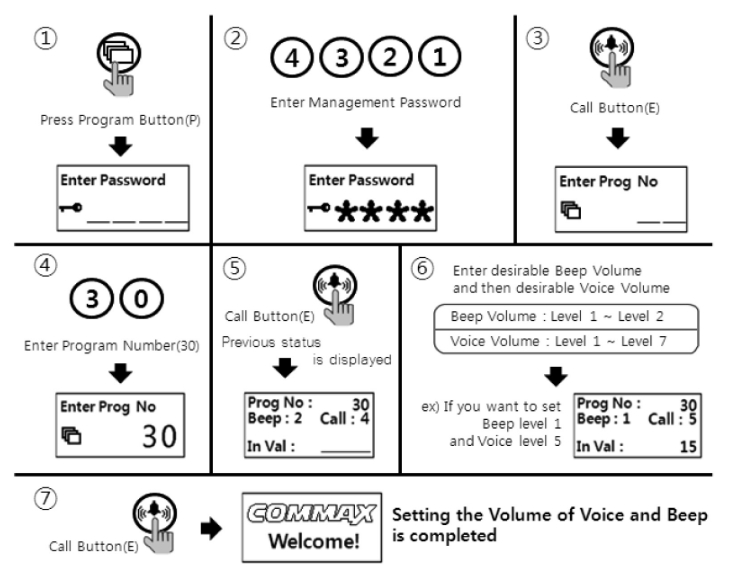 ①
Press Program Button(P)
Enter Password
②
4 3 2 1
Enter Management Password
Enter Password
③
Call Button(E)
Enter Prog No
④
3 0
Enter Program Number(30)
Enter Prog No
30
⑤
Call Button(E)
Previous status
is displayed
Prog No : 30
Beep : 2 Call : 4
In Val :
⑥
Enter desirable Beep Volume
and then desirable Voice Volume
Beep Volume : Level 1 ~ Level 2
Voice Volume : Level 1 ~ Level 7
ex) If you want to set
Beep level 1
and Voice level 5
Prog No : 30
Beep : 1 Call : 5
In Val : 15
⑦
Call Button(E)
COMMAX
Welcome!
Setting the Volume of Voice and Beep
is completed